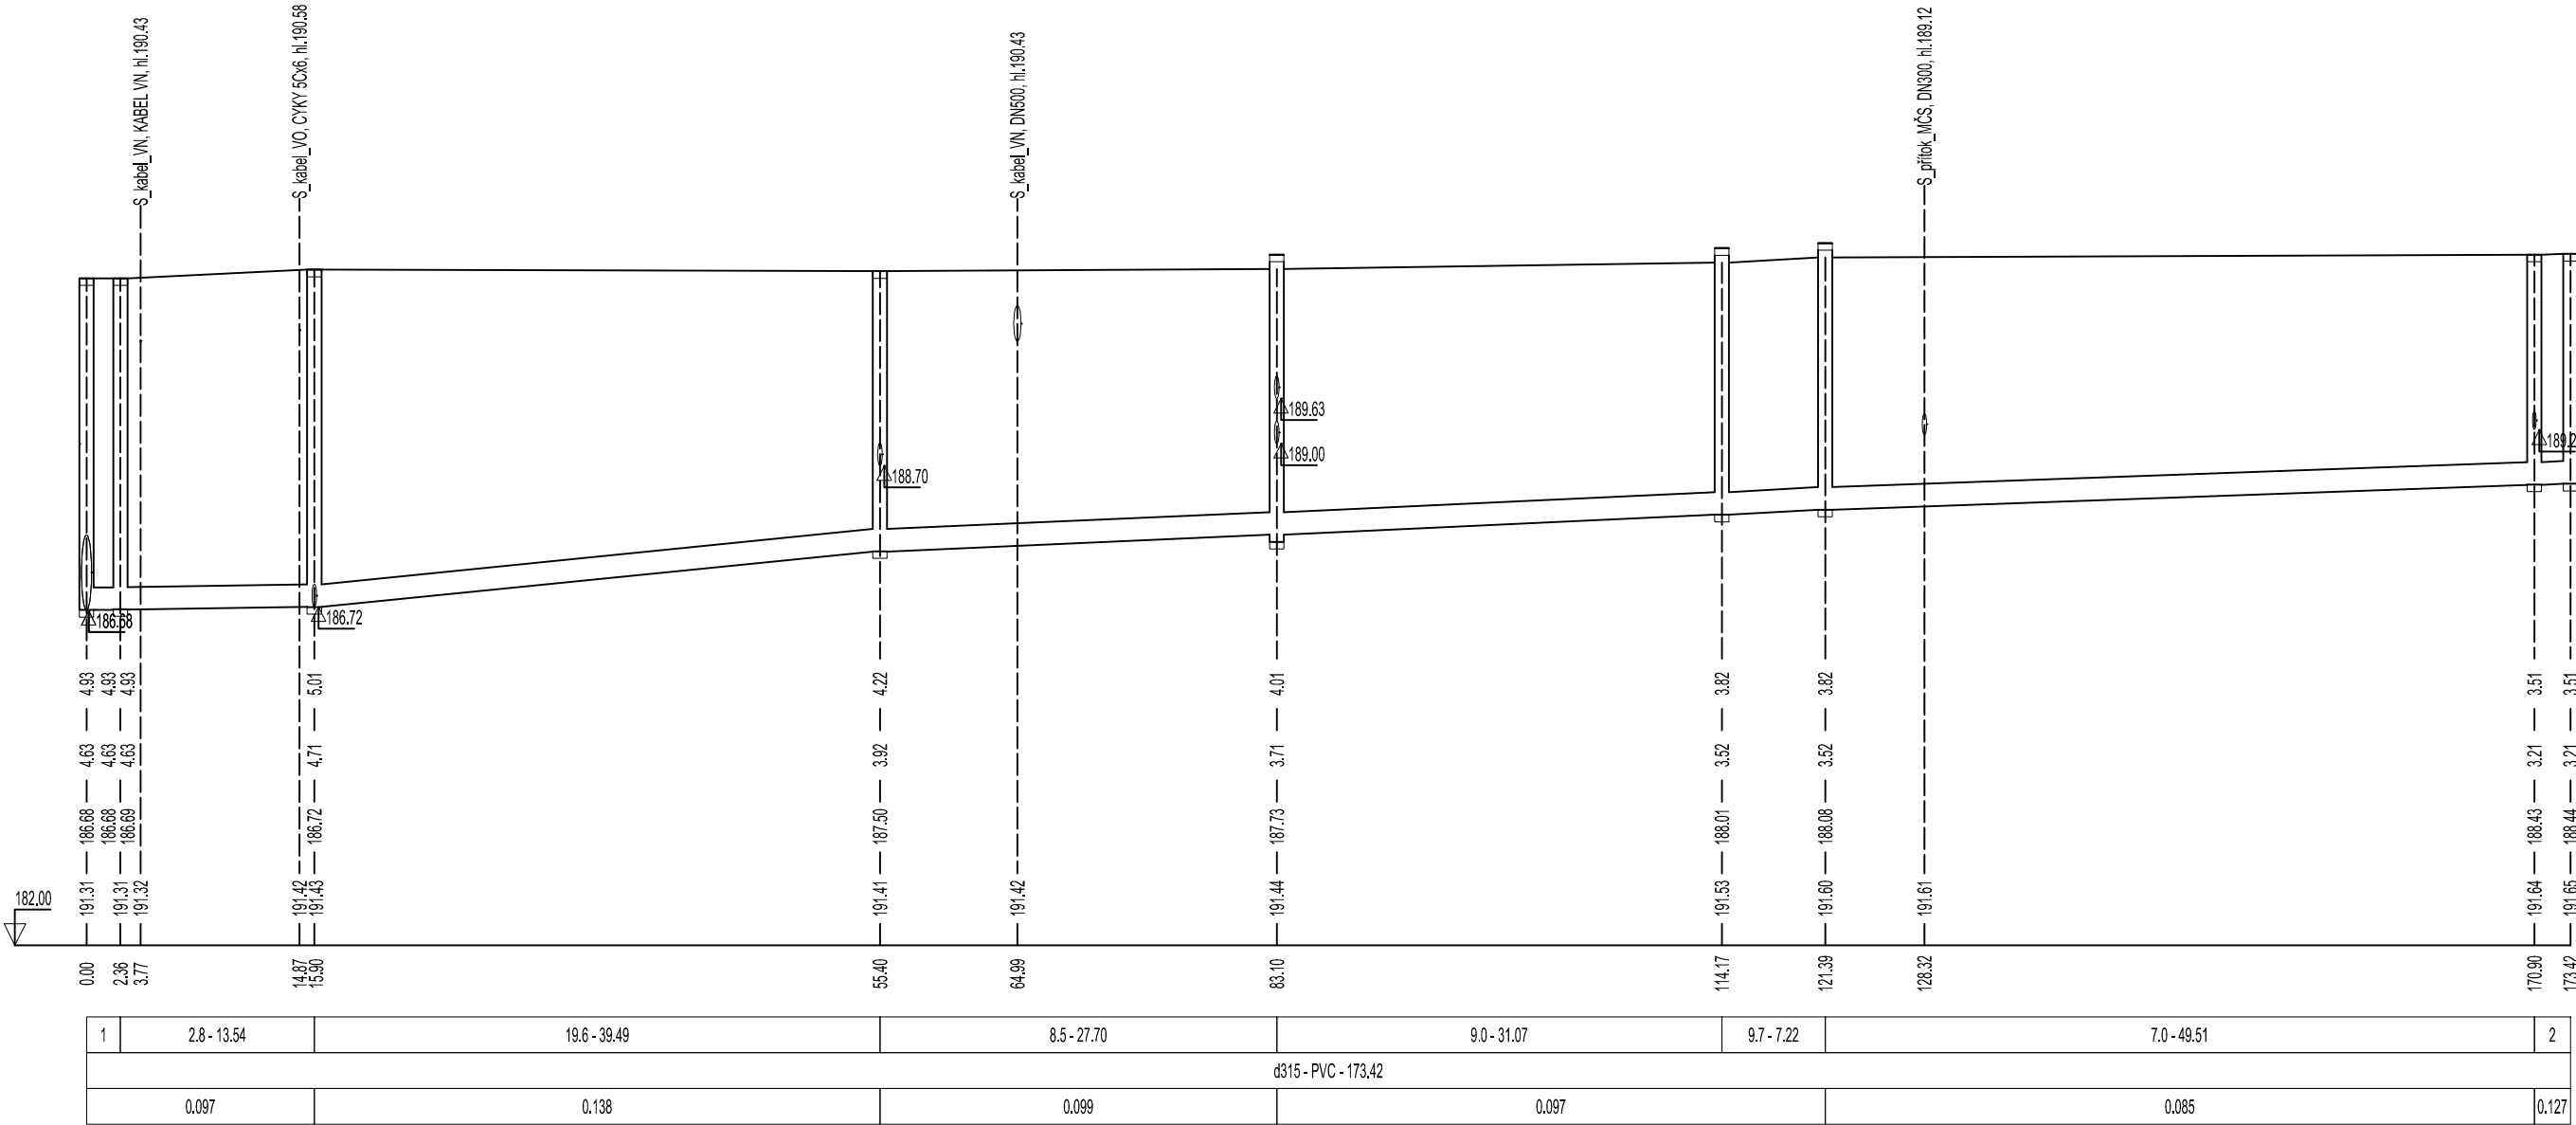 S_kabel_VN, KABEL VN, hl.190.43
S_kabel_VO, CYKY 5Cx6, hl.190.58
S_kabel_VN, DN500, hl.190.43
S_přítok_MČS, DN300, hl.189.12
189.63
189.00
188.70
189.2
186.68
186.72
4.93 4.93 4.93 5.01 4.22 4.01 3.82 3.82 3.51 3.51
4.63 4.63 4.63 4.71 3.92 3.71 3.52 3.52 3.21 3.21
186.68 186.68 186.69 186.72 187.50 187.73 188.01 188.08 188.43 188.44
182.00
191.31 191.31 191.32 191.42 191.43 191.41 191.42 191.44 191.53 191.60 191.61 191.64 191.65
0.00 2.36 3.77 14.87 15.90 55.40 64.99 83.10 114.17 121.39 128.32 170.90 173.42
1 2.8 - 13.54 19.6 - 39.49 8.5 - 27.70 9.0 - 31.07 9.7 - 7.22 7.0 - 49.51 2
d315 - PVC - 173.42
0.097 0.138 0.099 0.097 0.085 0.127